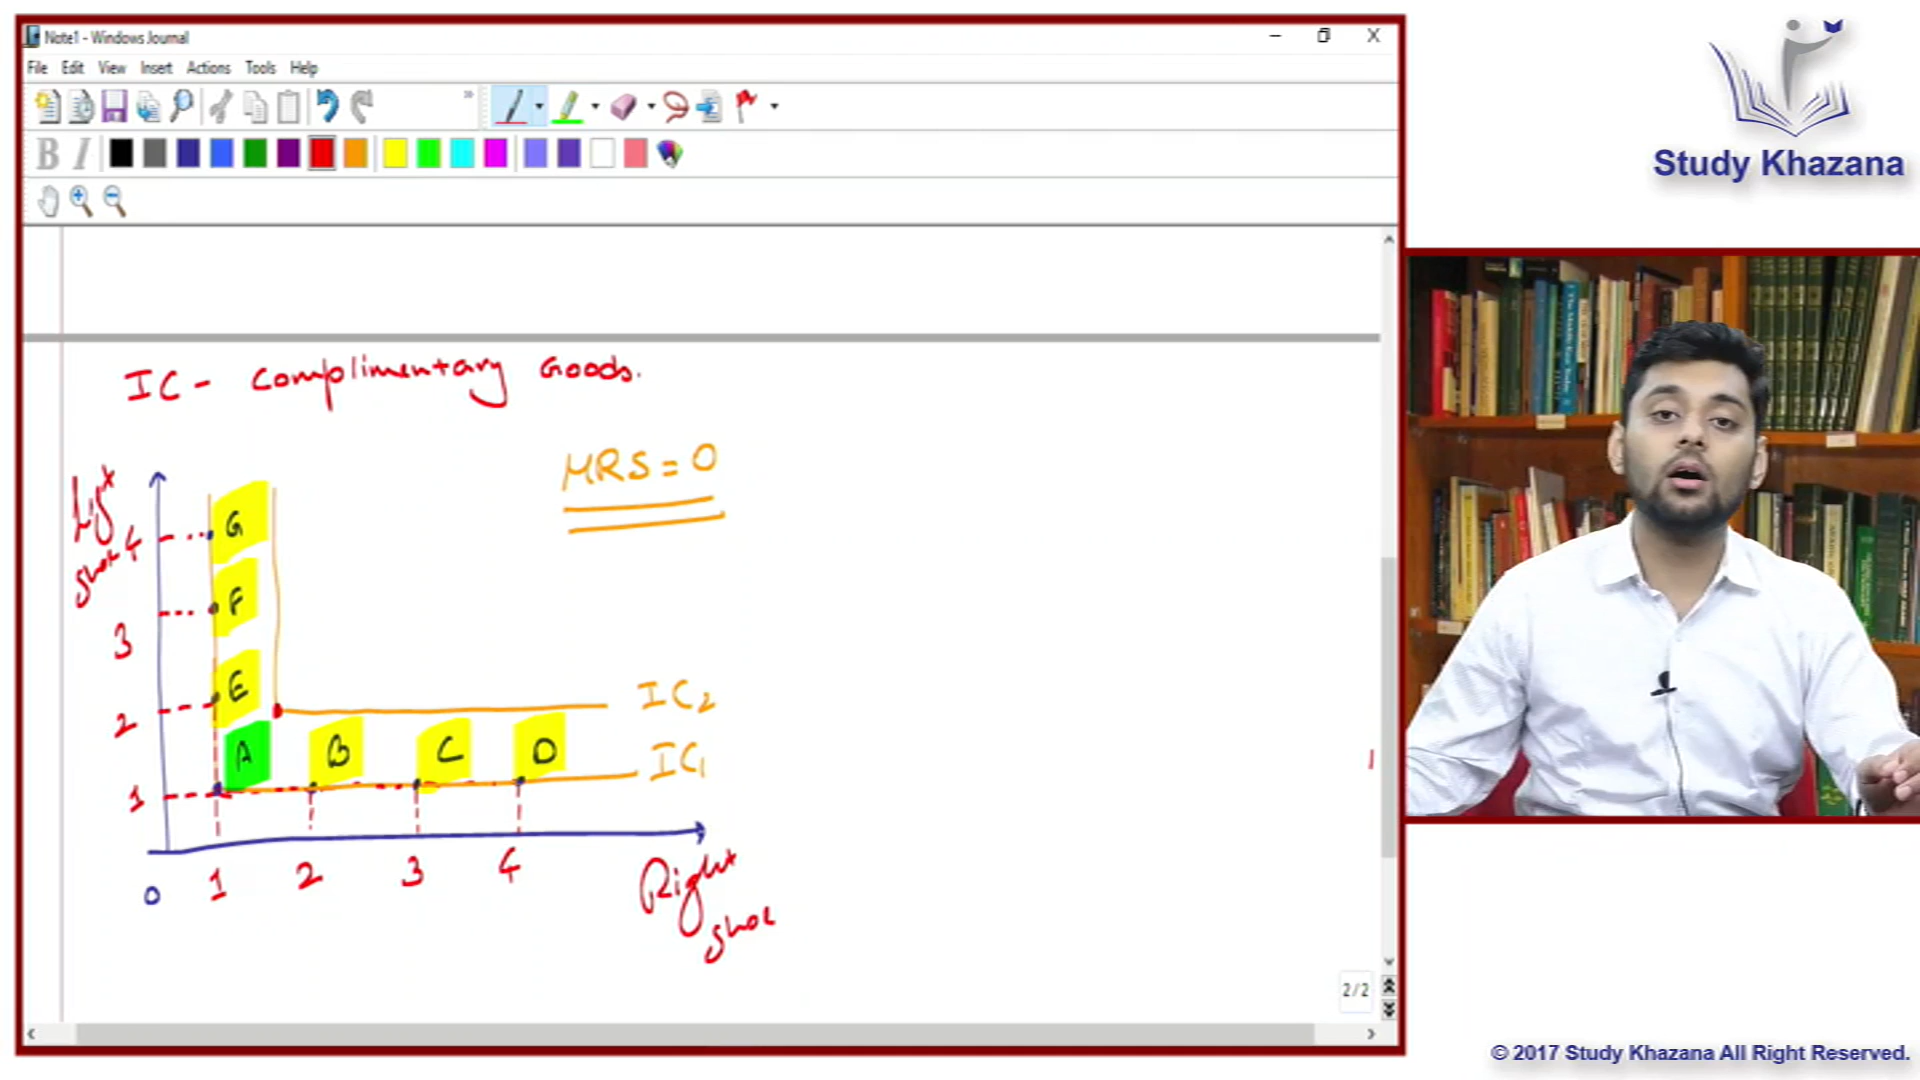 Note1 - Windows Journal
File Edit View Insert Actions Tools Help
B I
Study Khazana
IC - Complimentary Goods.
MRS = 0
4
3
2
1
G
F
E
A B C D
IC2
IC1
0 1 2 3 4
Right
shoe
2/2
© 2017 Study Khazana All Right Reserved.